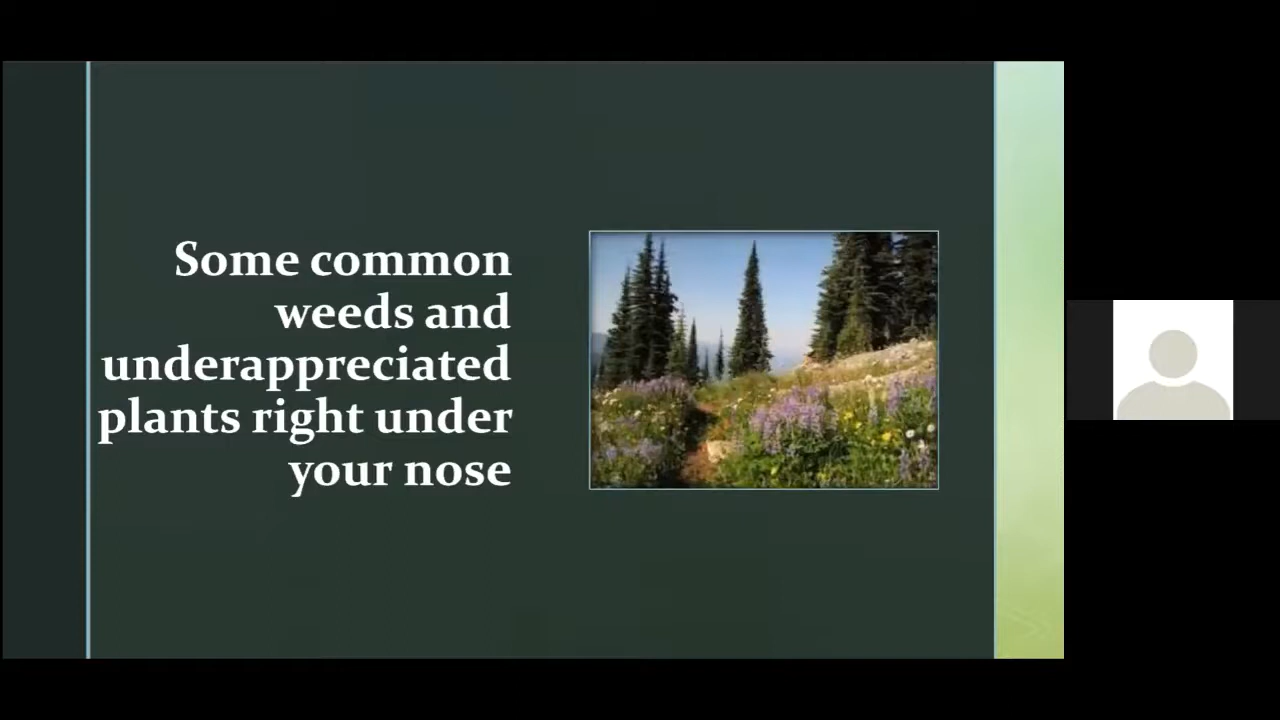 Some common
weeds and
underappreciated
plants right under
your nose